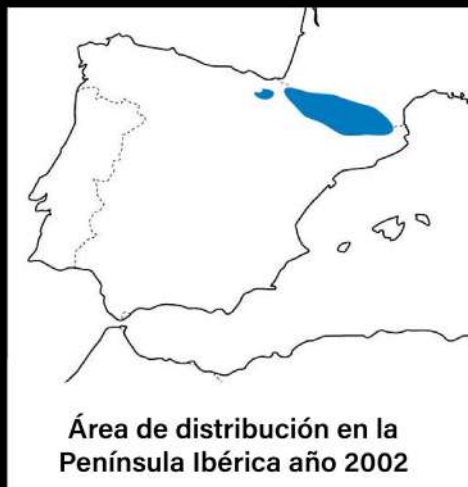 Área de distribución en la
Península Ibérica año 2002